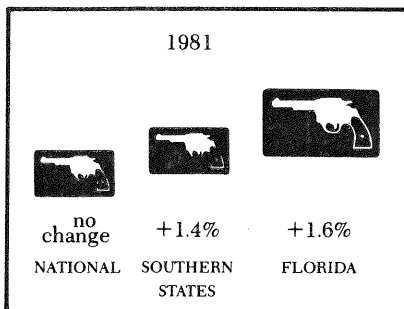 1981
no
change
+1.4%
+1.6%
NATIONAL
SOUTHERN
STATES
FLORIDA